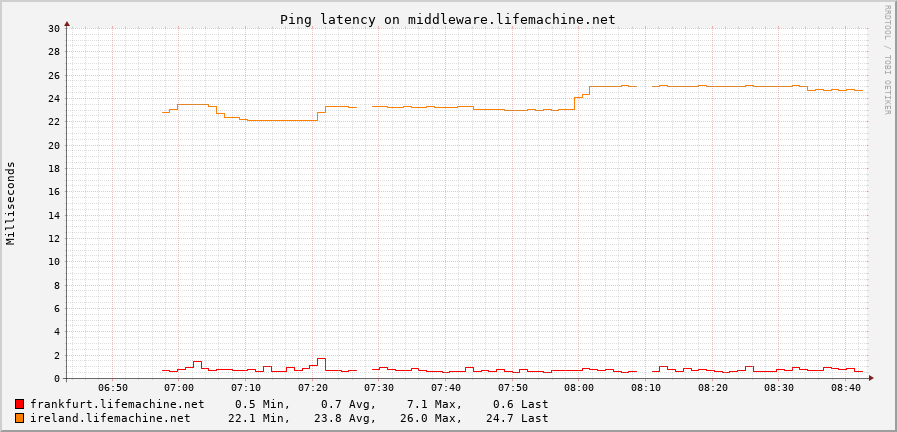 Ping latency on middleware.lifemachine.net
RRDTOOL / TOBI OETIKER
Milliseconds
30
28
26
24
22
20
18
16
14
12
10
8
6
4
2
0
06:50 07:00 07:10 07:20 07:30 07:40 07:50 08:00 08:10 08:20 08:30 08:40
frankfurt.lifemachine.net 0.5 Min, 0.7 Avg, 7.1 Max, 0.6 Last
ireland.lifemachine.net 22.1 Min, 23.8 Avg, 26.0 Max, 24.7 Last